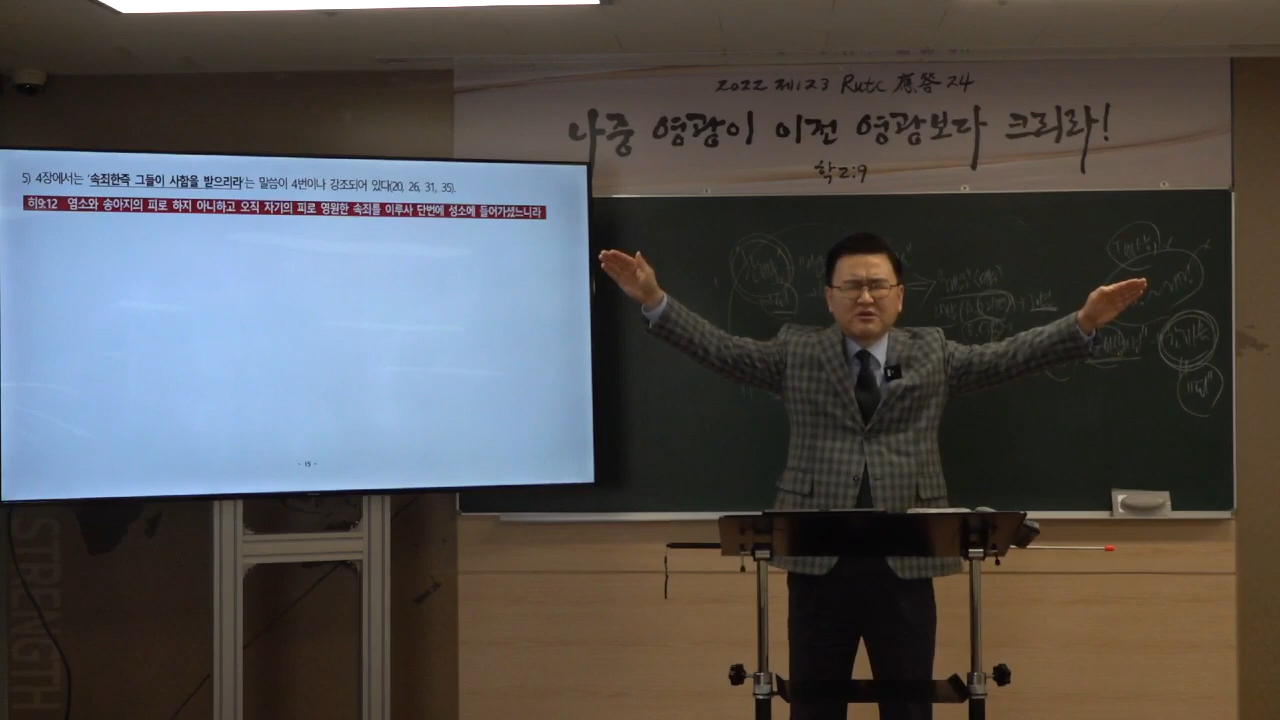 2022 제123 Rutc 應答 24
나중 영광이 이전 영광보다 크리라!
학2:9
5) 4장에서는 '속죄한즉 그들이 사함을 받으리라'는 말씀이 4번이나 강조되어 있다(20, 26, 31, 35).
히9:12 염소와 송아지의 피로 하지 아니하고 오직 자기의 피로 영원한 속죄를 이루사 단번에 성소에 들어가셨느니라
- 15 -
STRENGTH